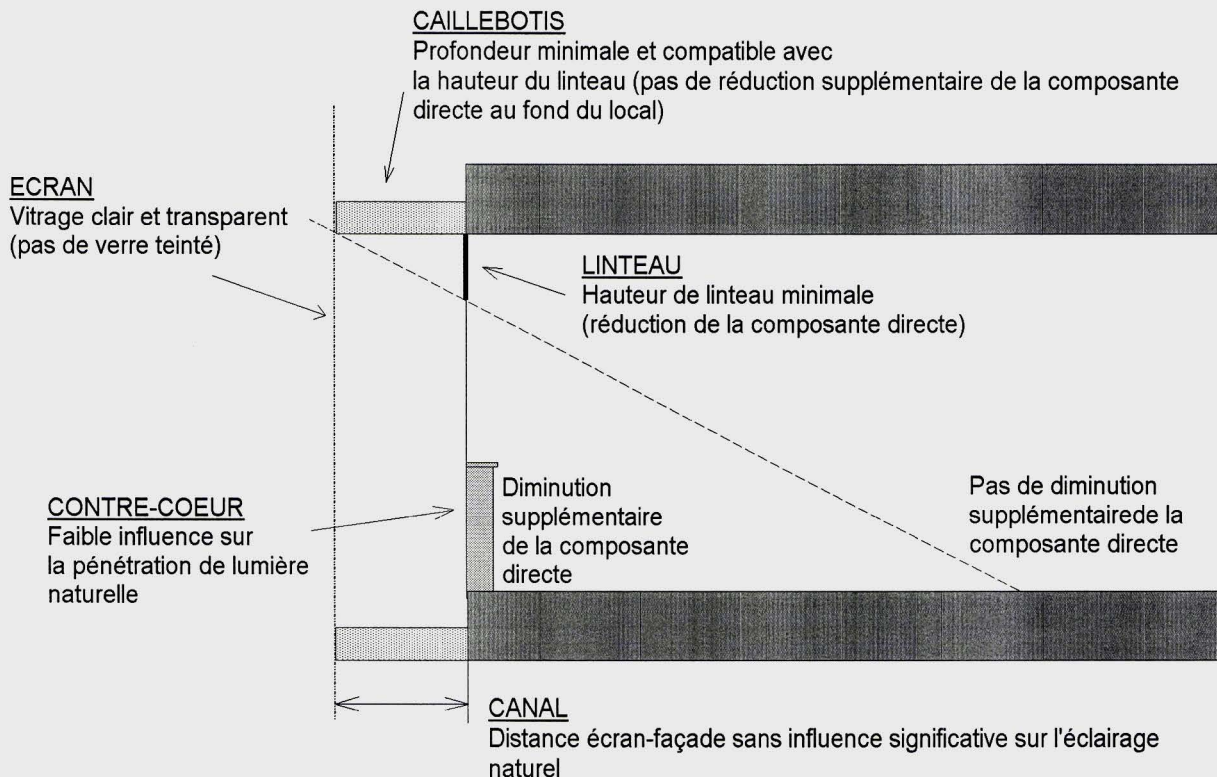 CAILLEBOTIS
Profondeur minimale et compatible avec
la hauteur du linteau (pas de réduction supplémentaire de la composante
directe au fond du local)
ECRAN
Vitrage clair et transparent
(pas de verre teinté)
LINTEAU
Hauteur de linteau minimale
(réduction de la composante directe)
CONTRE-COEUR
Faible influence sur
la pénétration de lumière
naturelle
Diminution
supplémentaire
de la composante
directe
Pas de diminution
supplémentairede la
composante directe
CANAL
Distance écran-façade sans influence significative sur l'éclairage
naturel